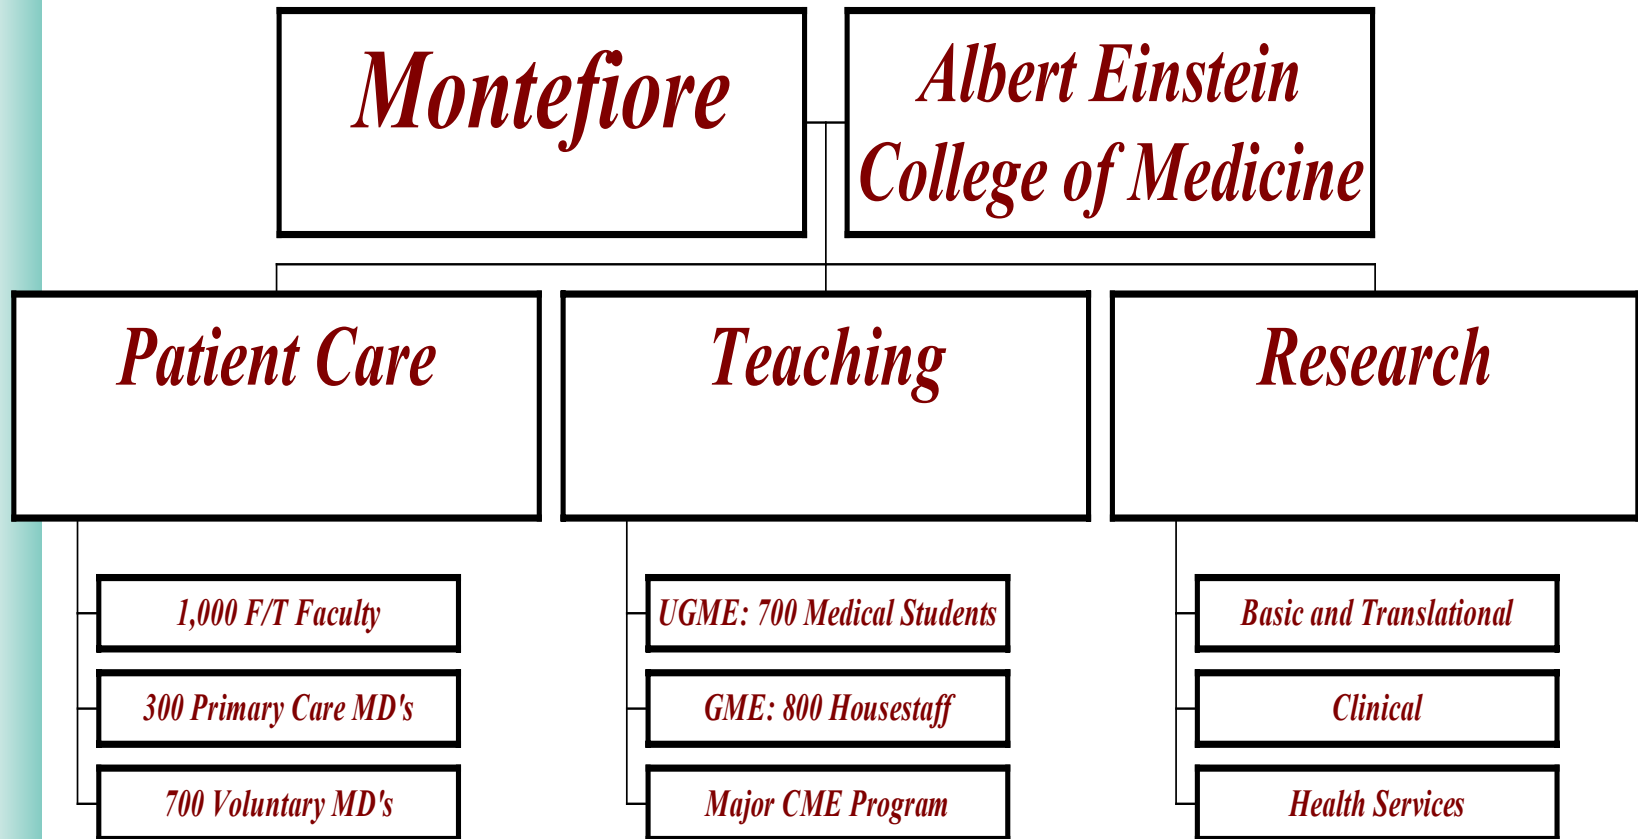 Montefiore
Albert Einstein
College of Medicine
Patient Care
Teaching
Research
1,000 F/T Faculty
300 Primary Care MD's
700 Voluntary MD's
UGME: 700 Medical Students
GME: 800 Housestaff
Major CME Program
Basic and Translational
Clinical
Health Services